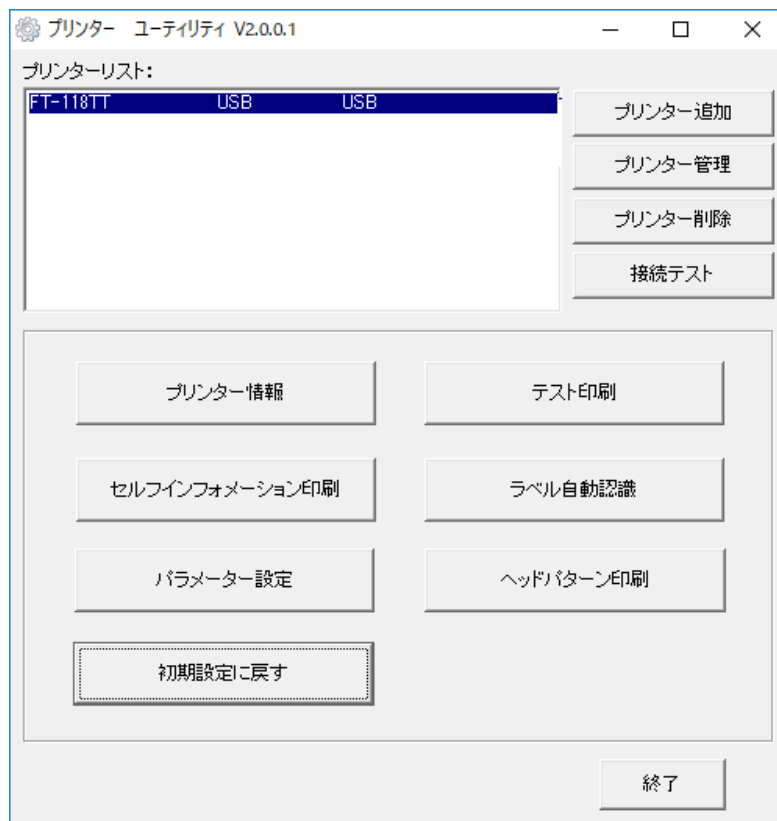 プリンター ユーティリティ V2.0.0.1
プリンターリスト:
FT-118TT USB USB
プリンター追加
プリンター管理
プリンター削除
接続テスト
プリンター情報
テスト印刷
セルフインフォメーション印刷
ラベル自動認識
パラメーター設定
ヘッドパターン印刷
初期設定に戻す
終了